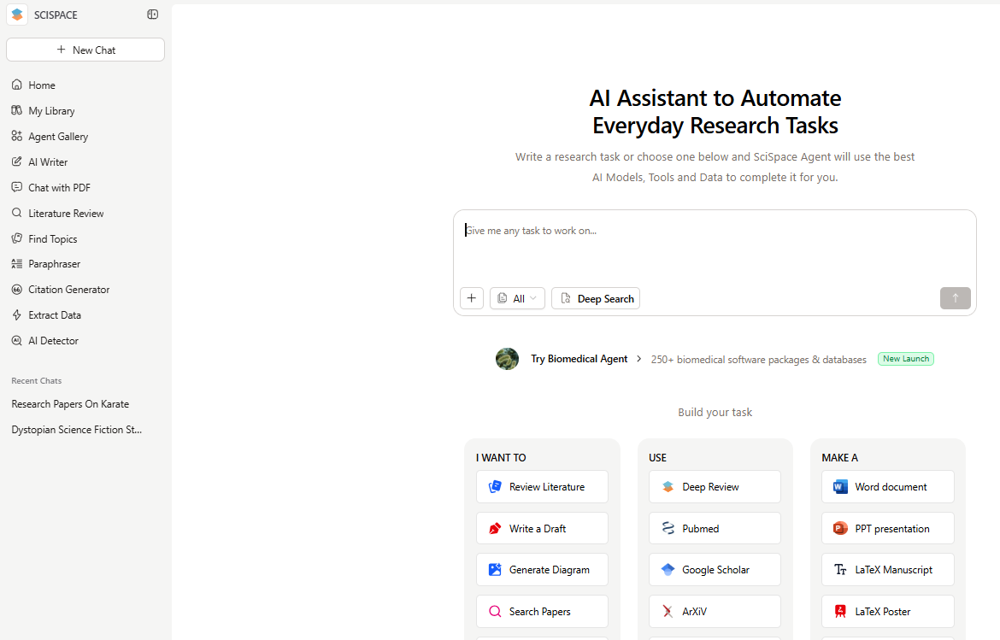 SCISPACE
New Chat
Home
My Library
Agent Gallery
AI Writer
Chat with PDF
Literature Review
Find Topics
Paraphraser
Citation Generator
Extract Data
AI Detector
Recent Chats
Research Papers On Karate
Dystopian Science Fiction St...
AI Assistant to Automate
Everyday Research Tasks
Write a research task or choose one below and SciSpace Agent will use the best
AI Models, Tools and Data to complete it for you.
Give me any task to work on...
All
Deep Search
Try Biomedical Agent
250+ biomedical software packages & databases
New Launch
Build your task
I WANT TO
Review Literature
Write a Draft
Generate Diagram
Search Papers
USE
Deep Review
Pubmed
Google Scholar
ArXiV
MAKE A
Word document
PPT presentation
LaTeX Manuscript
LaTeX Poster